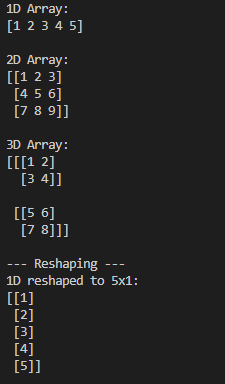 1D Array:
[1 2 3 4 5]

2D Array:
[[1 2 3]
 [4 5 6]
 [7 8 9]]

3D Array:
[[[1 2]
  [3 4]]

 [[5 6]
  [7 8]]]

--- Reshaping ---
1D reshaped to 5x1:
[[1]
 [2]
 [3]
 [4]
 [5]]